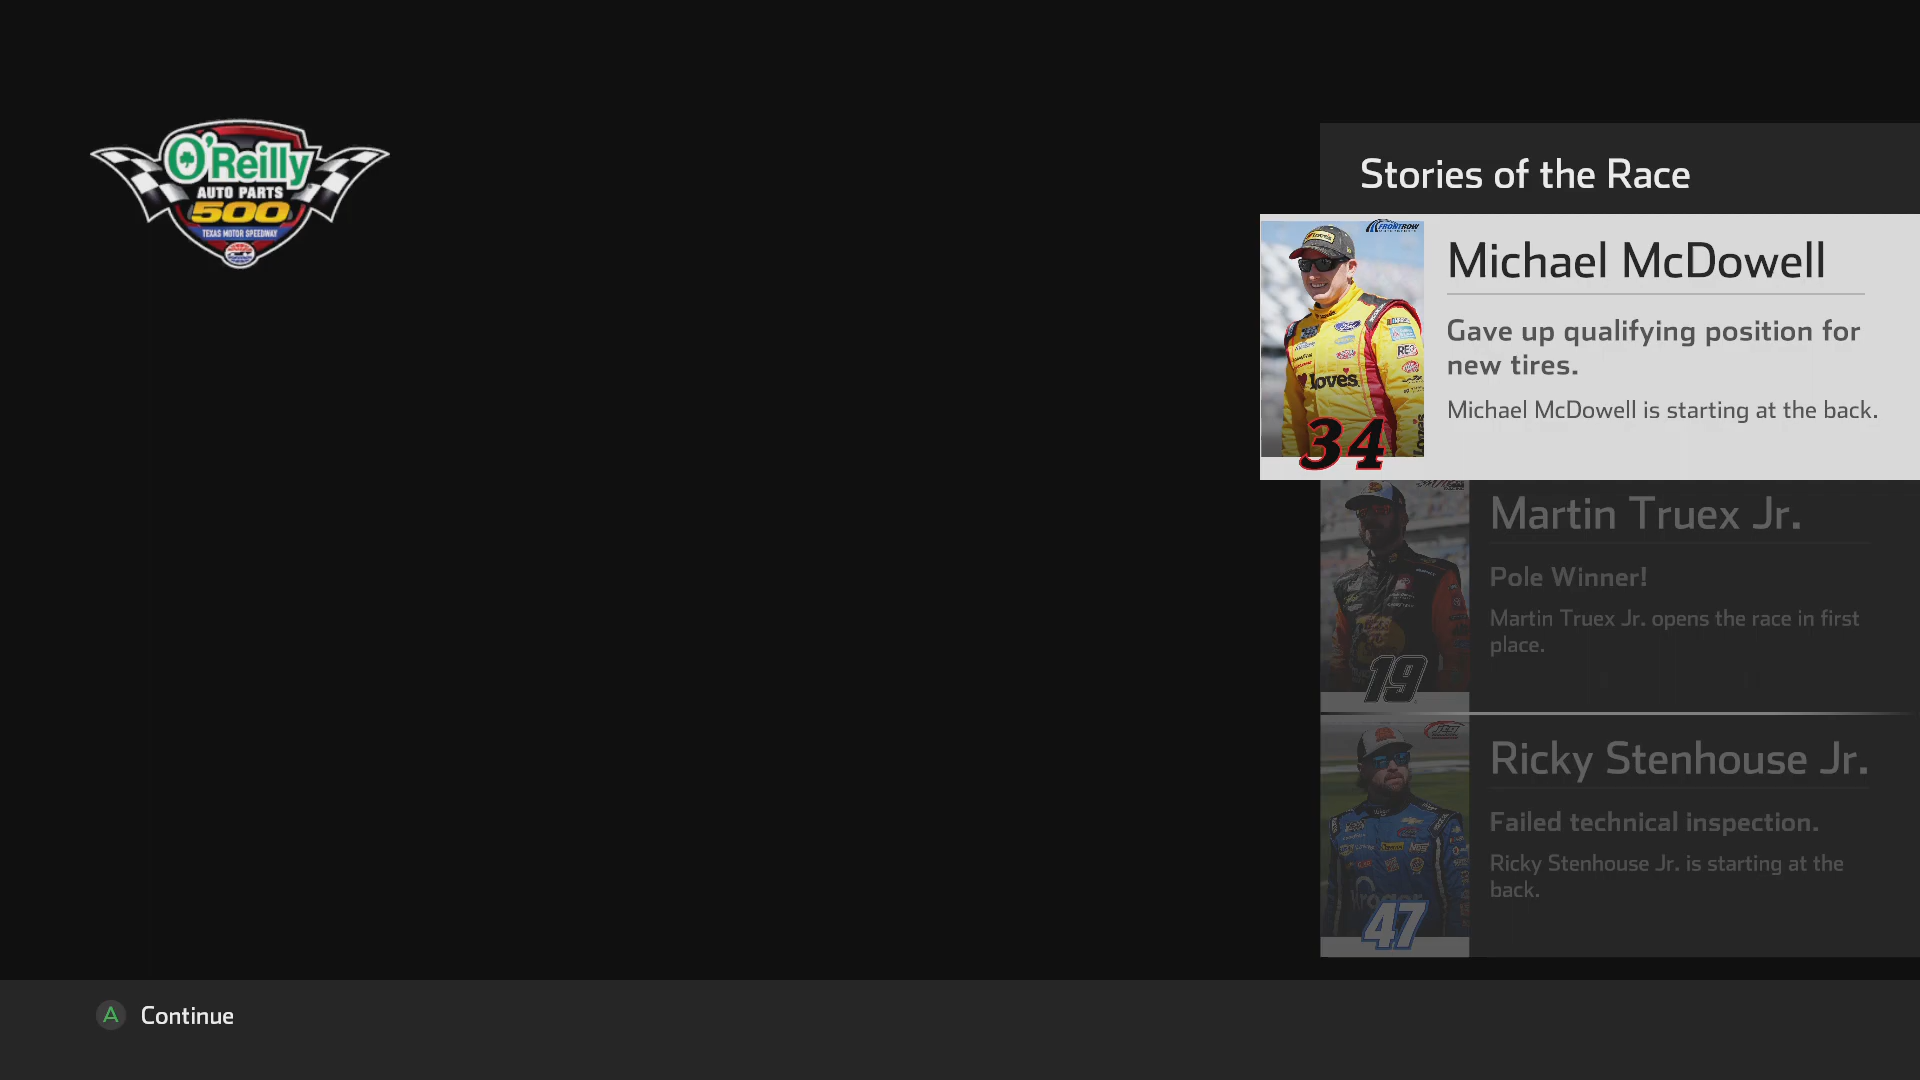 O'Reilly
AUTO PARTS
500
TEXAS MOTOR SPEEDWAY
Stories of the Race
FRONTROW
Michael McDowell
Gave up qualifying position for
new tires.
Michael McDowell is starting at the back.
Loves
34
Martin Truex Jr.
Pole Winner!
Martin Truex Jr. opens the race in first
place.
19
Ricky Stenhouse Jr.
Failed technical inspection.
Ricky Stenhouse Jr. is starting at the
back.
Kroger
47
A Continue